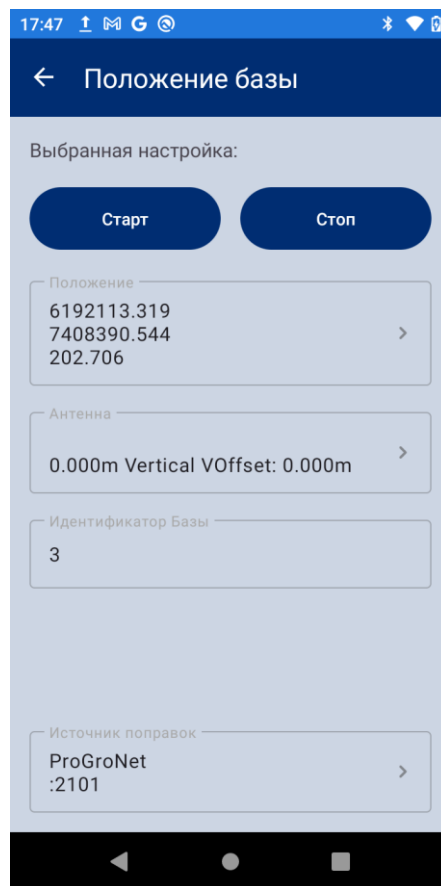 17:47
Положение базы
Выбранная настройка:
Старт
Стоп
Положение
6192113.319
7408390.544
202.706
Антенна
0.000m Vertical VOffset: 0.000m
Идентификатор Базы
3
Источник поправок
ProGroNet
:2101